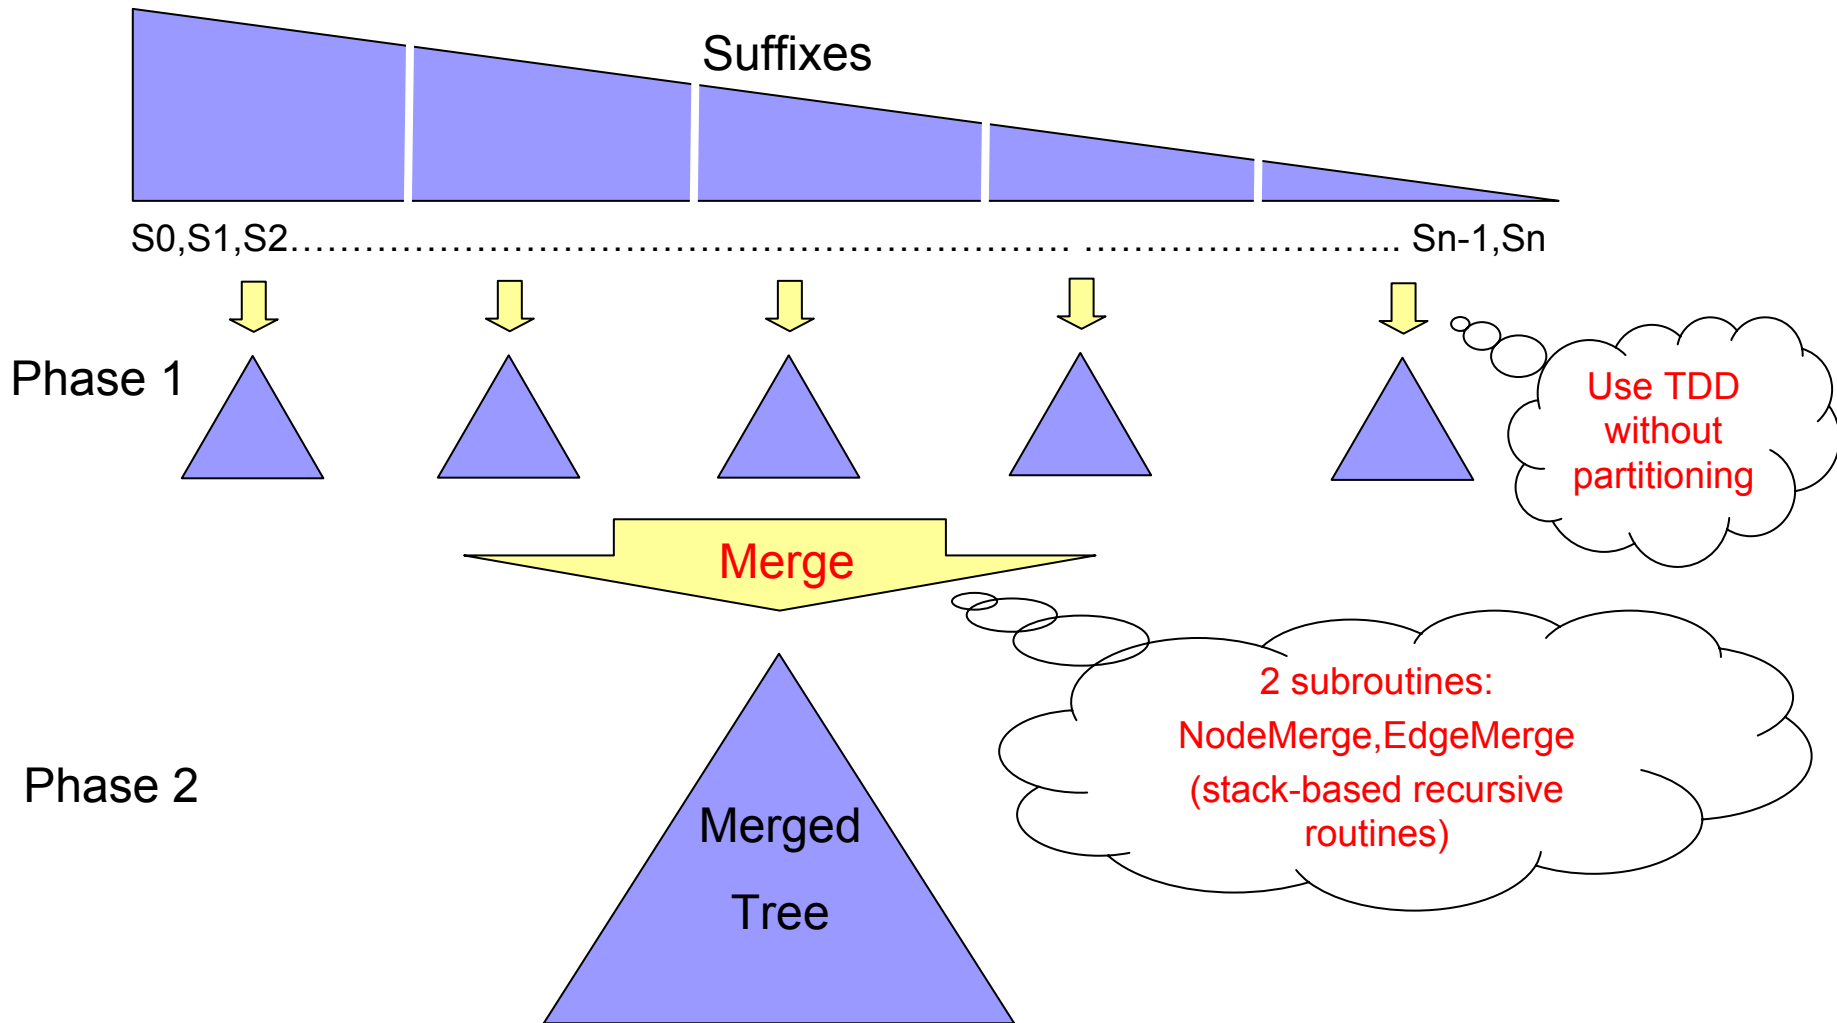 Suffixes
S0,S1,S2……………………………………………………………… …………………….. Sn-1,Sn
Phase 1
Use TDD
without
partitioning
Merge
2 subroutines:
NodeMerge,EdgeMerge
(stack-based recursive
routines)
Phase 2
Merged
Tree